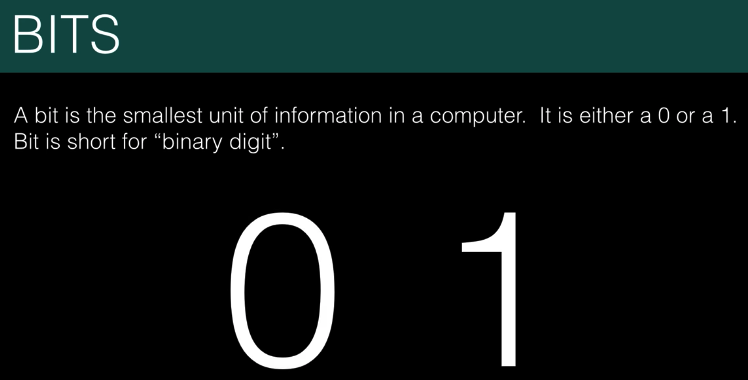 BITS
A bit is the smallest unit of information in a computer.  It is either a 0 or a 1.
Bit is short for “binary digit”.
0 1